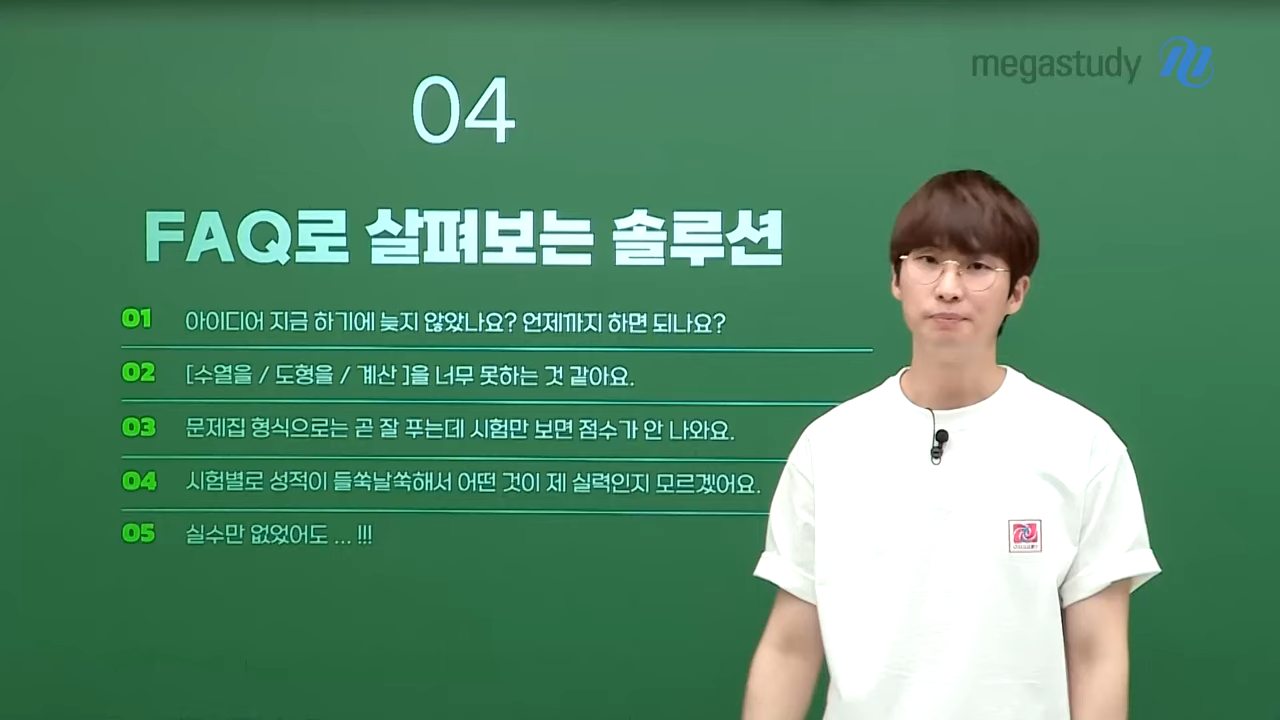 megastudy
04
FAQ로 살펴보는 솔루션
01 아이디어 지금 하기에 늦지 않았나요? 언제까지 하면 되나요?
02 [수열을 / 도형을 / 계산 ]을 너무 못하는 것 같아요.
03 문제집 형식으로는 곧 잘 푸는데 시험만 보면 점수가 안 나와요.
04 시험별로 성적이 들쑥날쑥해서 어떤 것이 제 실력인지 모르겠어요.
05 실수만 없었어도 ... !!!